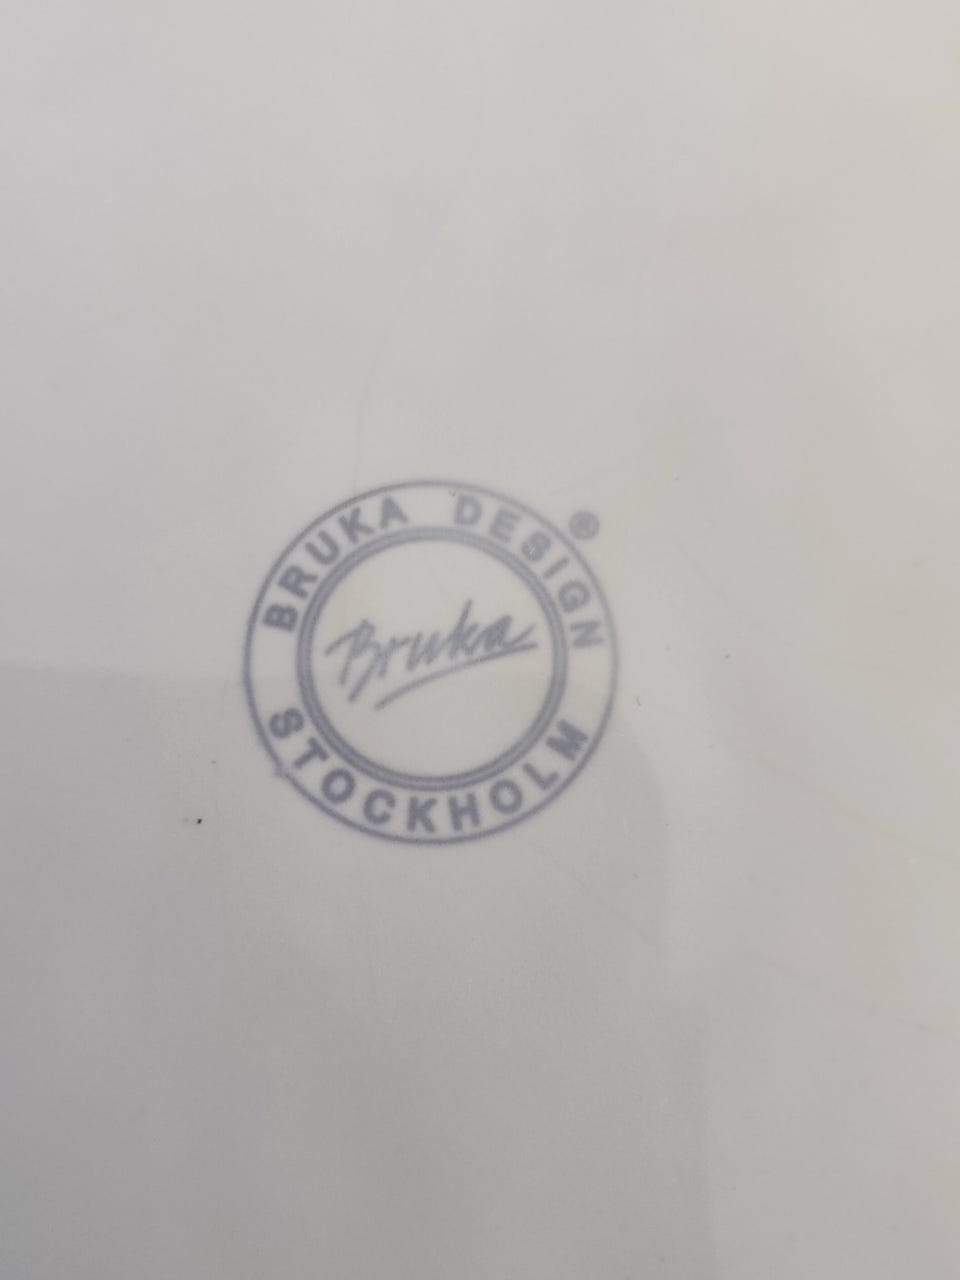 BRUKA DESIGN
®
Bruka
STOCKHOLM